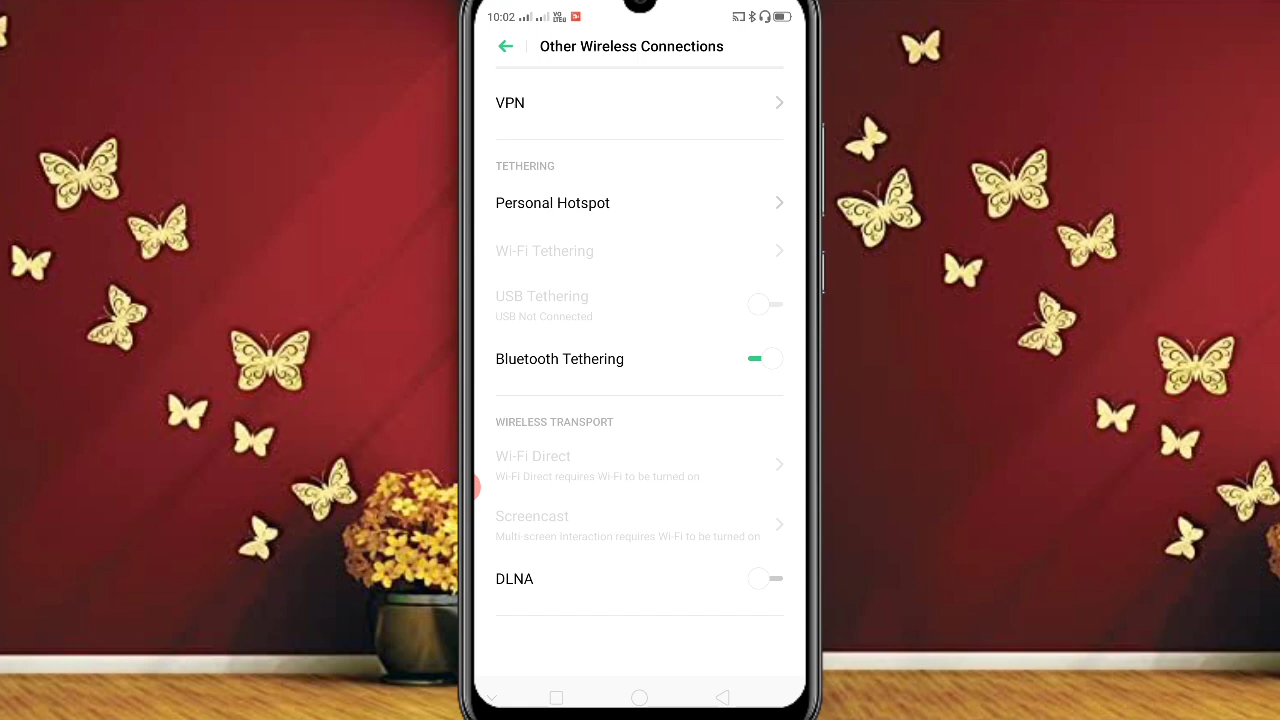 10:02 VO LTED
Other Wireless Connections
VPN
TETHERING
Personal Hotspot
Wi-Fi Tethering
USB Tethering
USB Not Connected
Bluetooth Tethering
WIRELESS TRANSPORT
Wi-Fi Direct
Wi-Fi Direct requires Wi-Fi to be turned on
Screencast
Multi-screen Interaction requires Wi-Fi to be turned on
DLNA